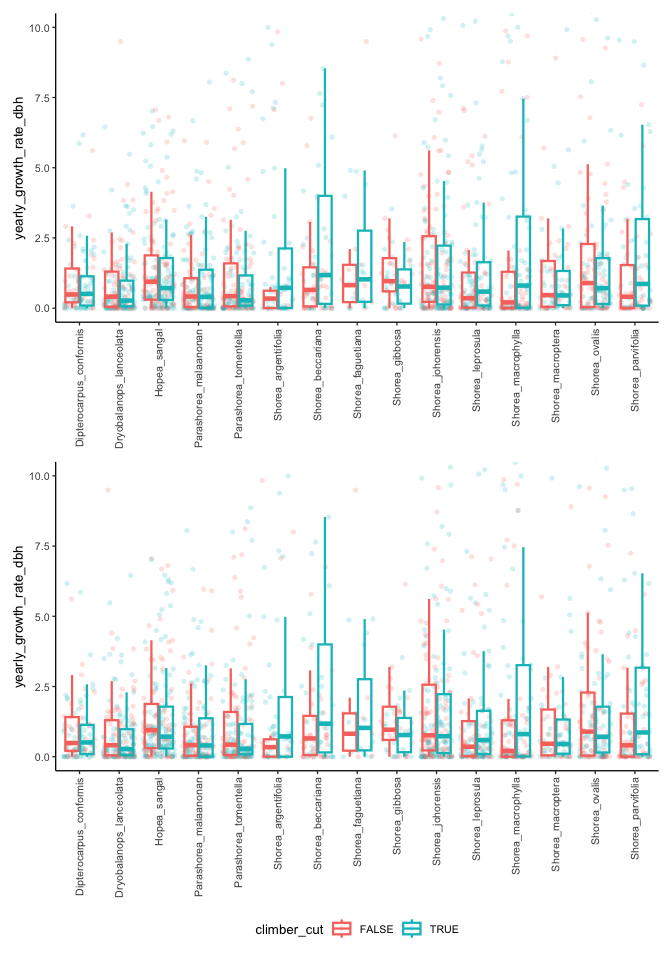 10.0
7.5
5.0
2.5
0.0
yearly_growth_rate_dbh
Dipterocarpus_conformis
Dryobalanops_lanceolata
Hopea_sangal
Parashorea_malaanonan
Parashorea_tomentella
Shorea_argentifolia
Shorea_beccariana
Shorea_faguetiana
Shorea_gibbosa
Shorea_johorensis
Shorea_leprosula
Shorea_macrophylla
Shorea_macroptera
Shorea_ovalis
Shorea_parvifolia
10.0
7.5
5.0
2.5
0.0
yearly_growth_rate_dbh
Dipterocarpus_conformis
Dryobalanops_lanceolata
Hopea_sangal
Parashorea_malaanonan
Parashorea_tomentella
Shorea_argentifolia
Shorea_beccariana
Shorea_faguetiana
Shorea_gibbosa
Shorea_johorensis
Shorea_leprosula
Shorea_macrophylla
Shorea_macroptera
Shorea_ovalis
Shorea_parvifolia
climber_cut FALSE TRUE